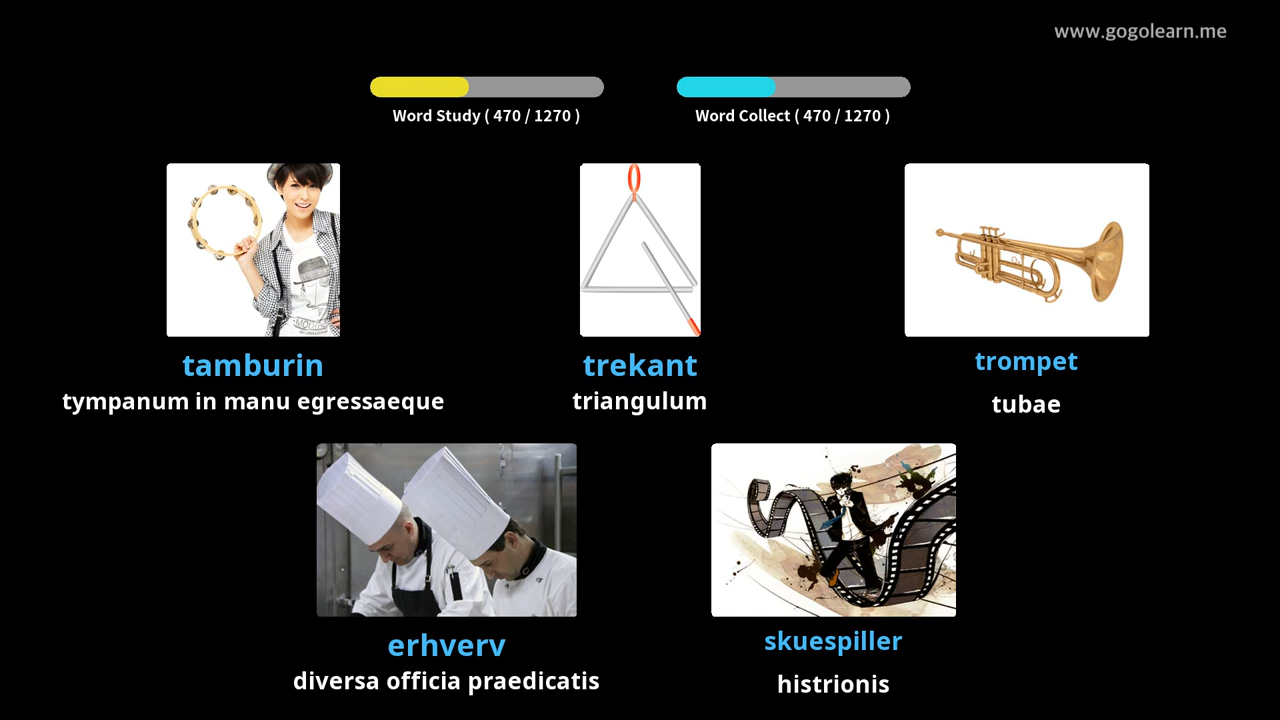 www.gogolearn.me
Word Study ( 470 / 1270 )
Word Collect ( 470 / 1270 )
tamburin
tympanum in manu egressaeque
trekant
triangulum
trompet
tubae
erhverv
diversa officia praedicatis
skuespiller
histrionis